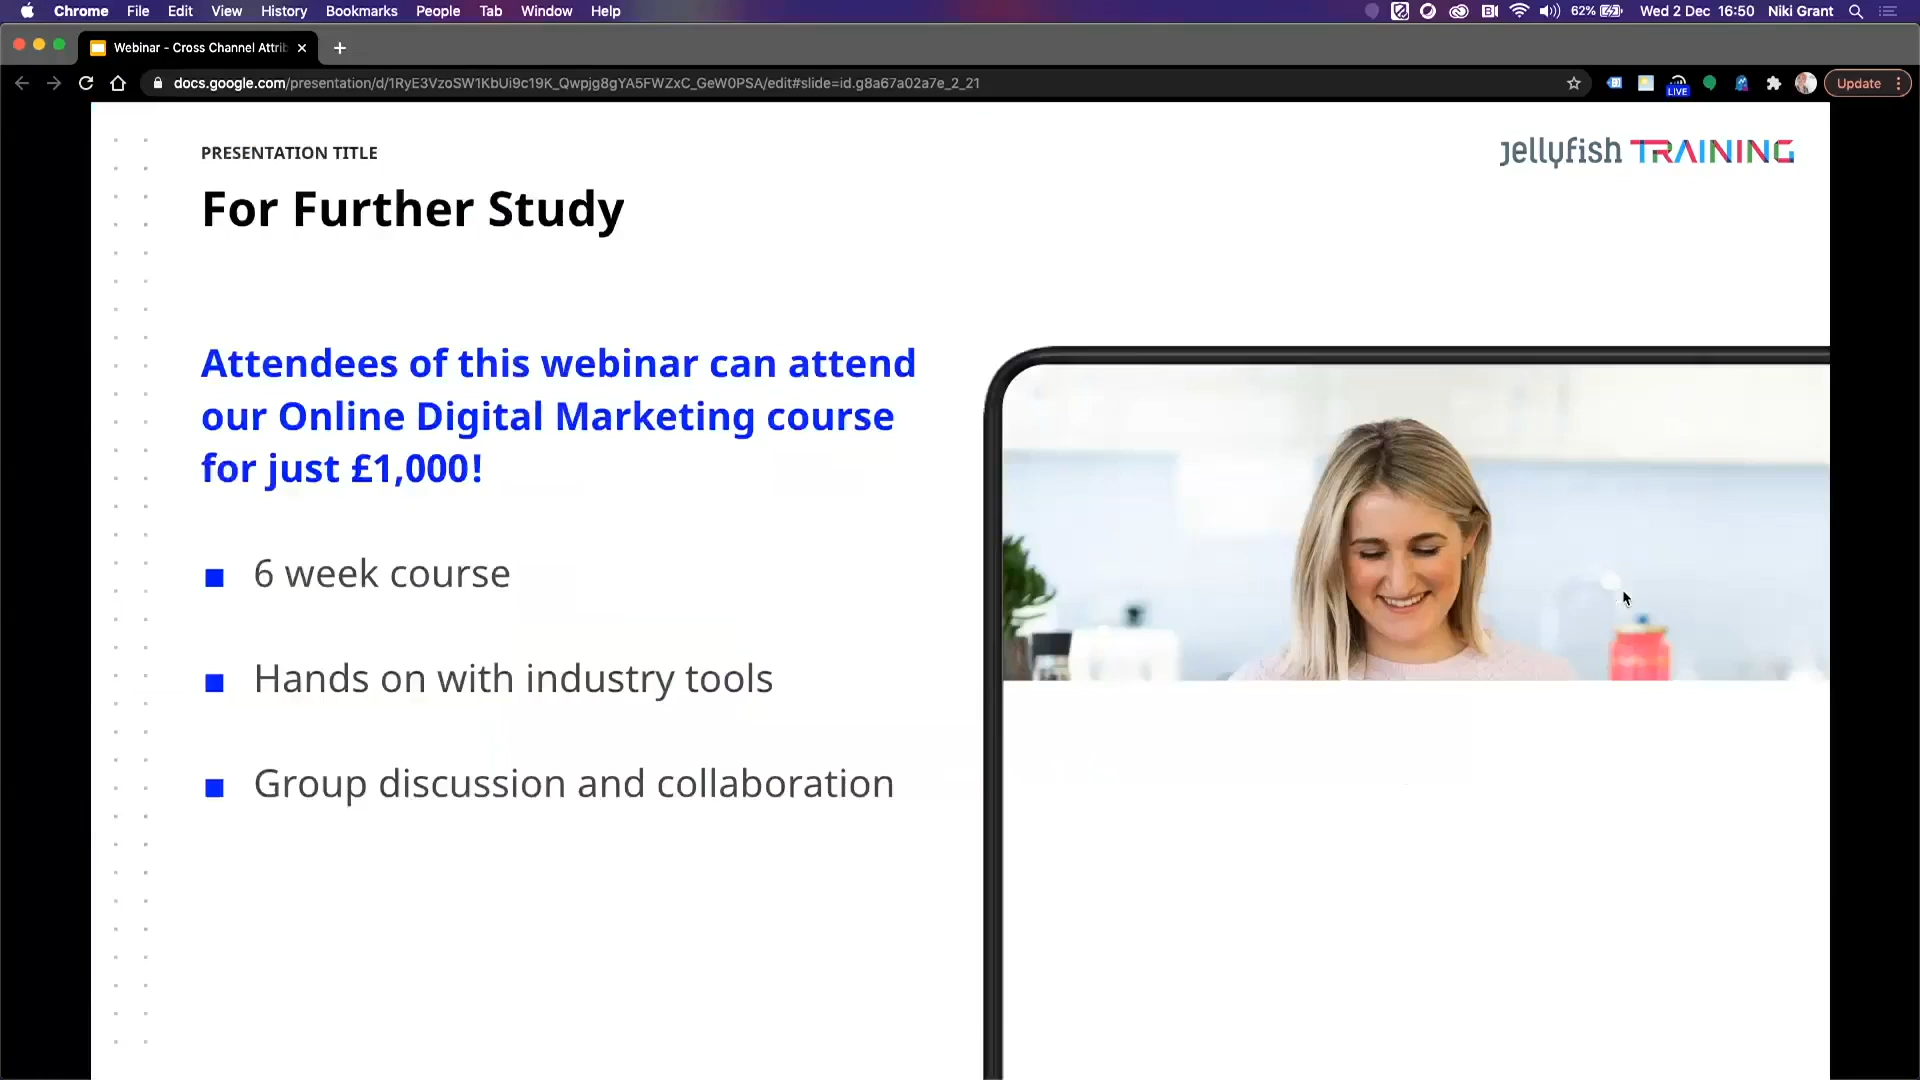 Chrome File Edit View History Bookmarks People Tab Window Help 62% Wed 2 Dec 16:50 Niki Grant
Webinar - Cross Channel Attrib
docs.google.com/presentation/d/1RyE3VzoSW1KbUi9c19K_Qwpjg8gYA5FWZxC_GeW0PSA/edit#slide=id.g8a67a02a7e_2_21
LIVE
Update
PRESENTATION TITLE
jellyfish TRAINING
For Further Study
Attendees of this webinar can attend
our Online Digital Marketing course
for just £1,000!
6 week course
Hands on with industry tools
Group discussion and collaboration